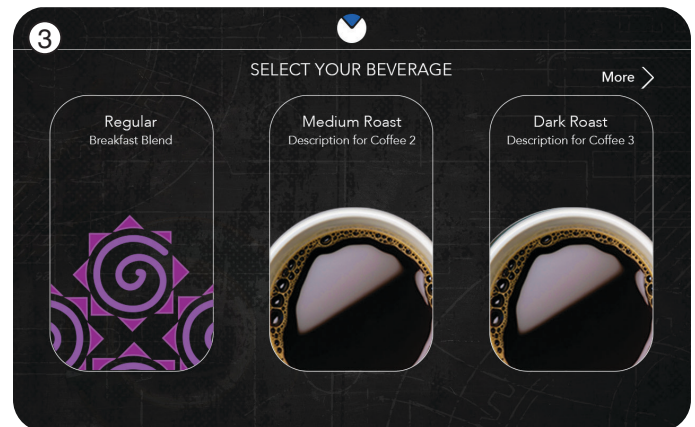 3
SELECT YOUR BEVERAGE
More
Regular
Breakfast Blend
Medium Roast
Description for Coffee 2
Dark Roast
Description for Coffee 3